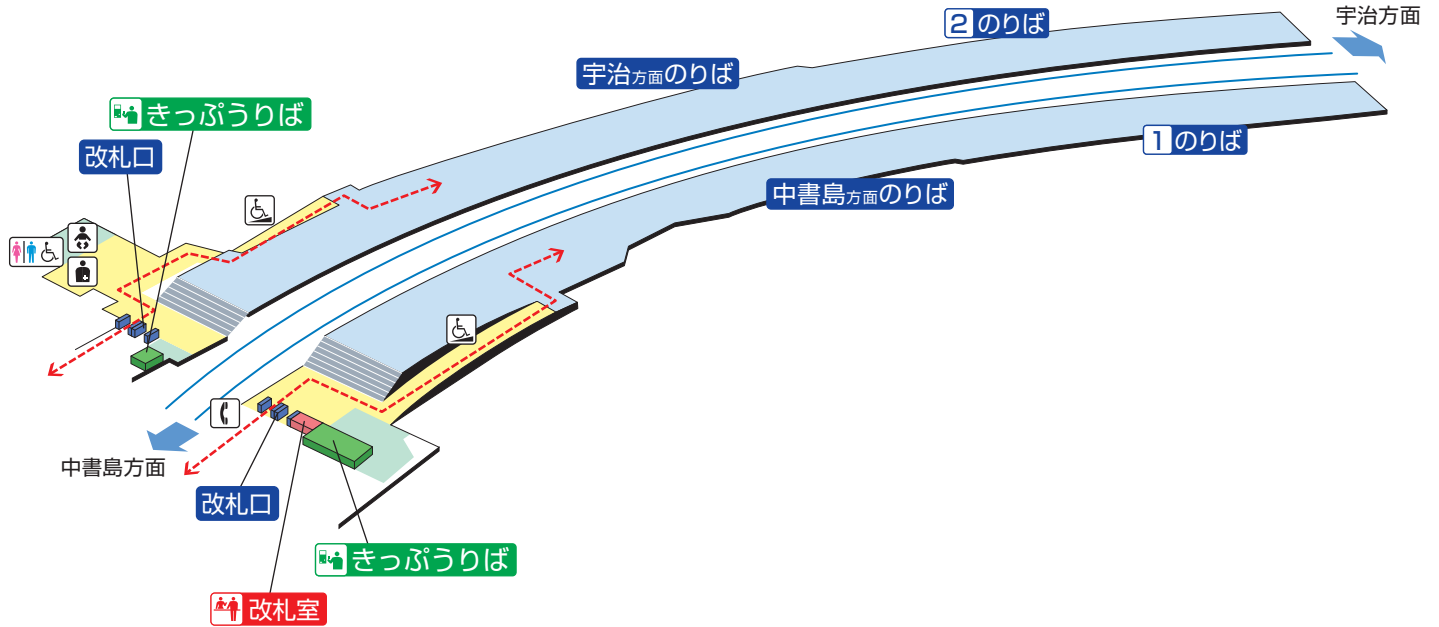 宇治方面
2 のりば
宇治方面のりば
きっぷうりば
改札口
1 のりば
中書島方面のりば
中書島方面
改札口
きっぷうりば
改札室